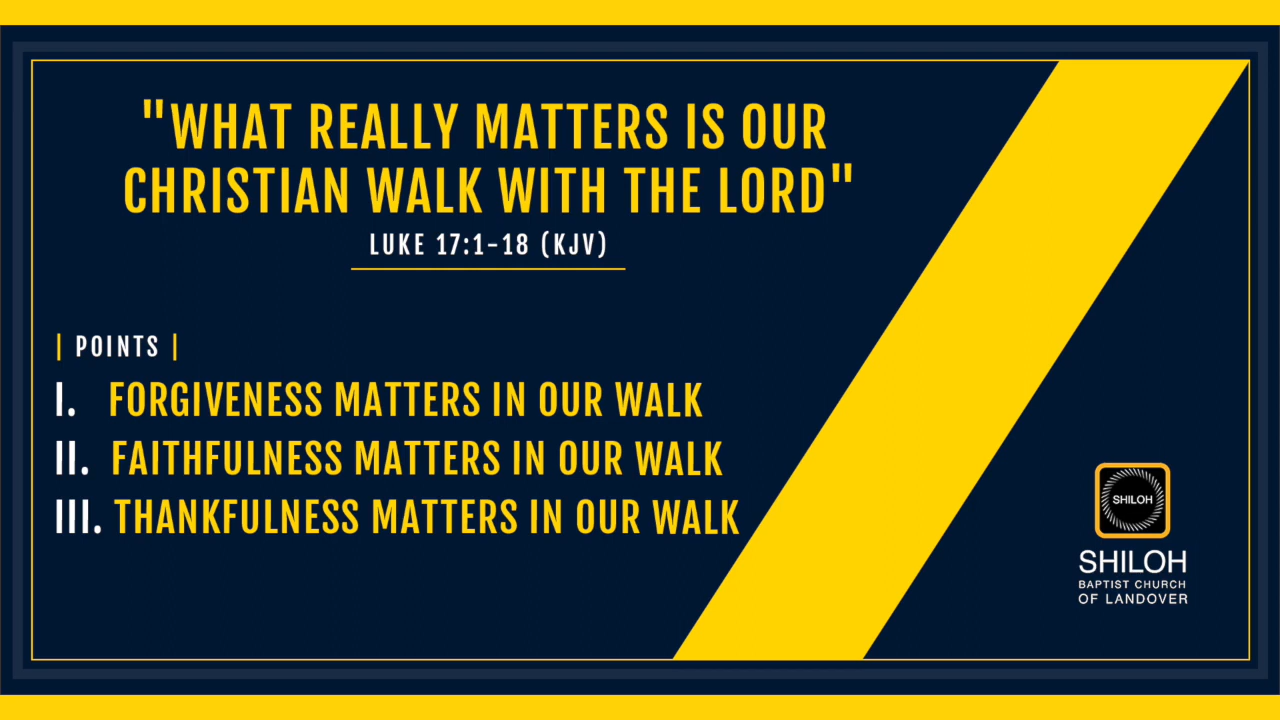 "WHAT REALLY MATTERS IS OUR
CHRISTIAN WALK WITH THE LORD"
LUKE 17:1-18 (KJV)
| POINTS |
I. FORGIVENESS MATTERS IN OUR WALK
II. FAITHFULNESS MATTERS IN OUR WALK
III. THANKFULNESS MATTERS IN OUR WALK
SHILOH
SHILOH
BAPTIST CHURCH
OF LANDOVER